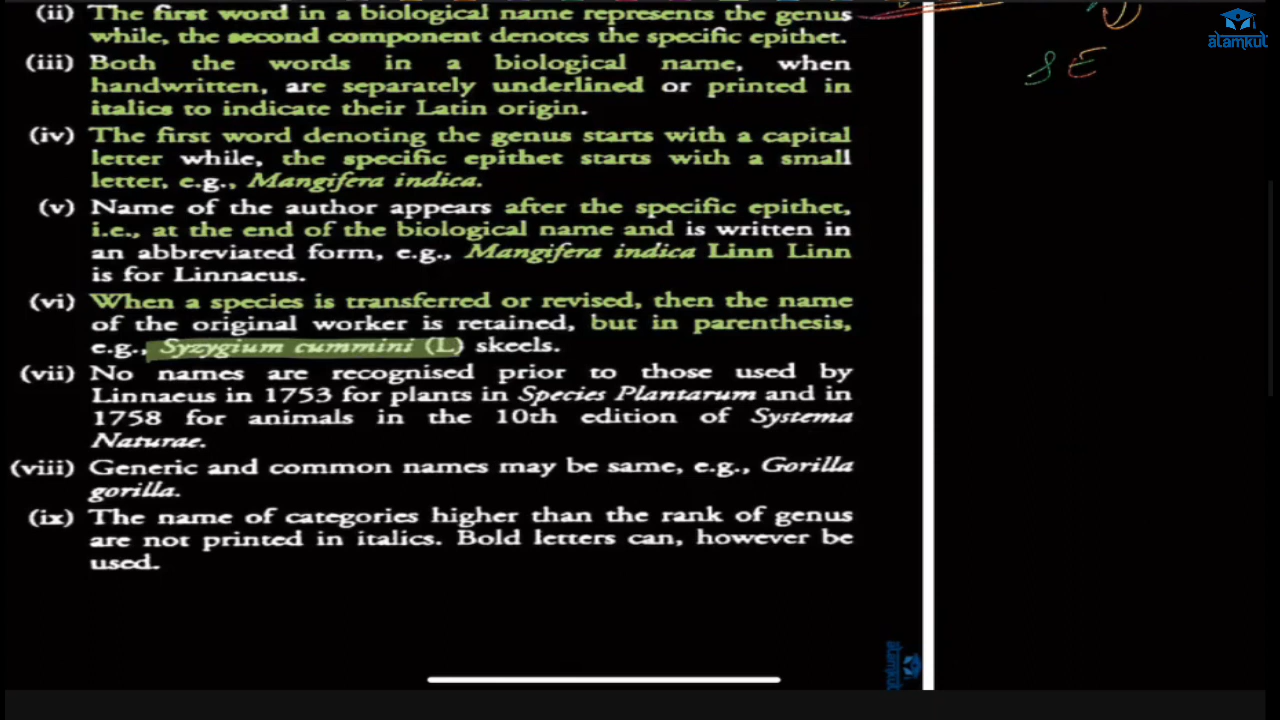 (ii) The first word in a biological name represents the genus
while, the second component denotes the specific epithet.
(iii) Both the words in a biological name, when
handwritten, are separately underlined or printed in
italics to indicate their Latin origin.
(iv) The first word denoting the genus starts with a capital
letter while, the specific epithet starts with a small
letter, e.g., Mangifera indica.
(v) Name of the author appears after the specific epithet,
i.e., at the end of the biological name and is written in
an abbreviated form, e.g., Mangifera indica Linn Linn
is for Linnaeus.
(vi) When a species is transferred or revised, then the name
of the original worker is retained, but in parenthesis,
e.g., Syzygium cummini (L) skeels.
(vii) No names are recognised prior to those used by
Linnaeus in 1753 for plants in Species Plantarum and in
1758 for animals in the 10th edition of Systema
Naturae.
(viii) Generic and common names may be same, e.g., Gorilla
gorilla.
(ix) The name of categories higher than the rank of genus
are not printed in italics. Bold letters can, however be
used.
S E
alamkul
alamkul